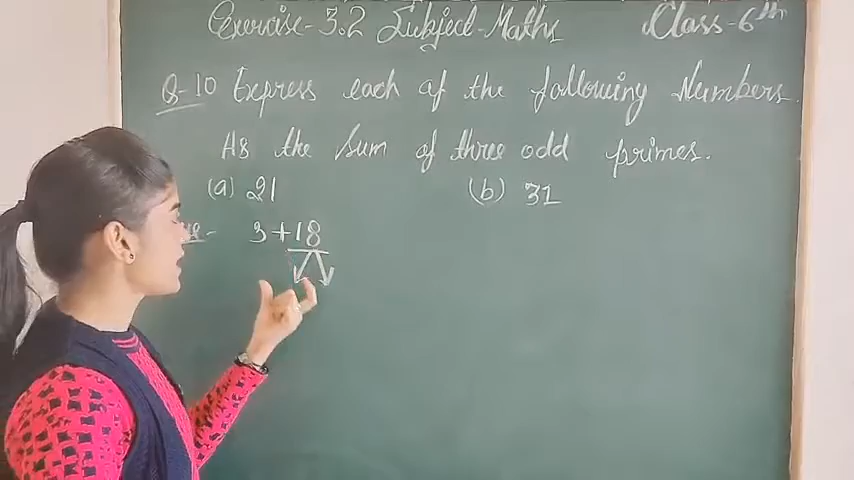 Exercise-3.2 Subject-Maths Class-6th
Q-10 Express each of the following Numbers.
As the Sum of three odd primes.
(a) 21 (b) 31
3+18